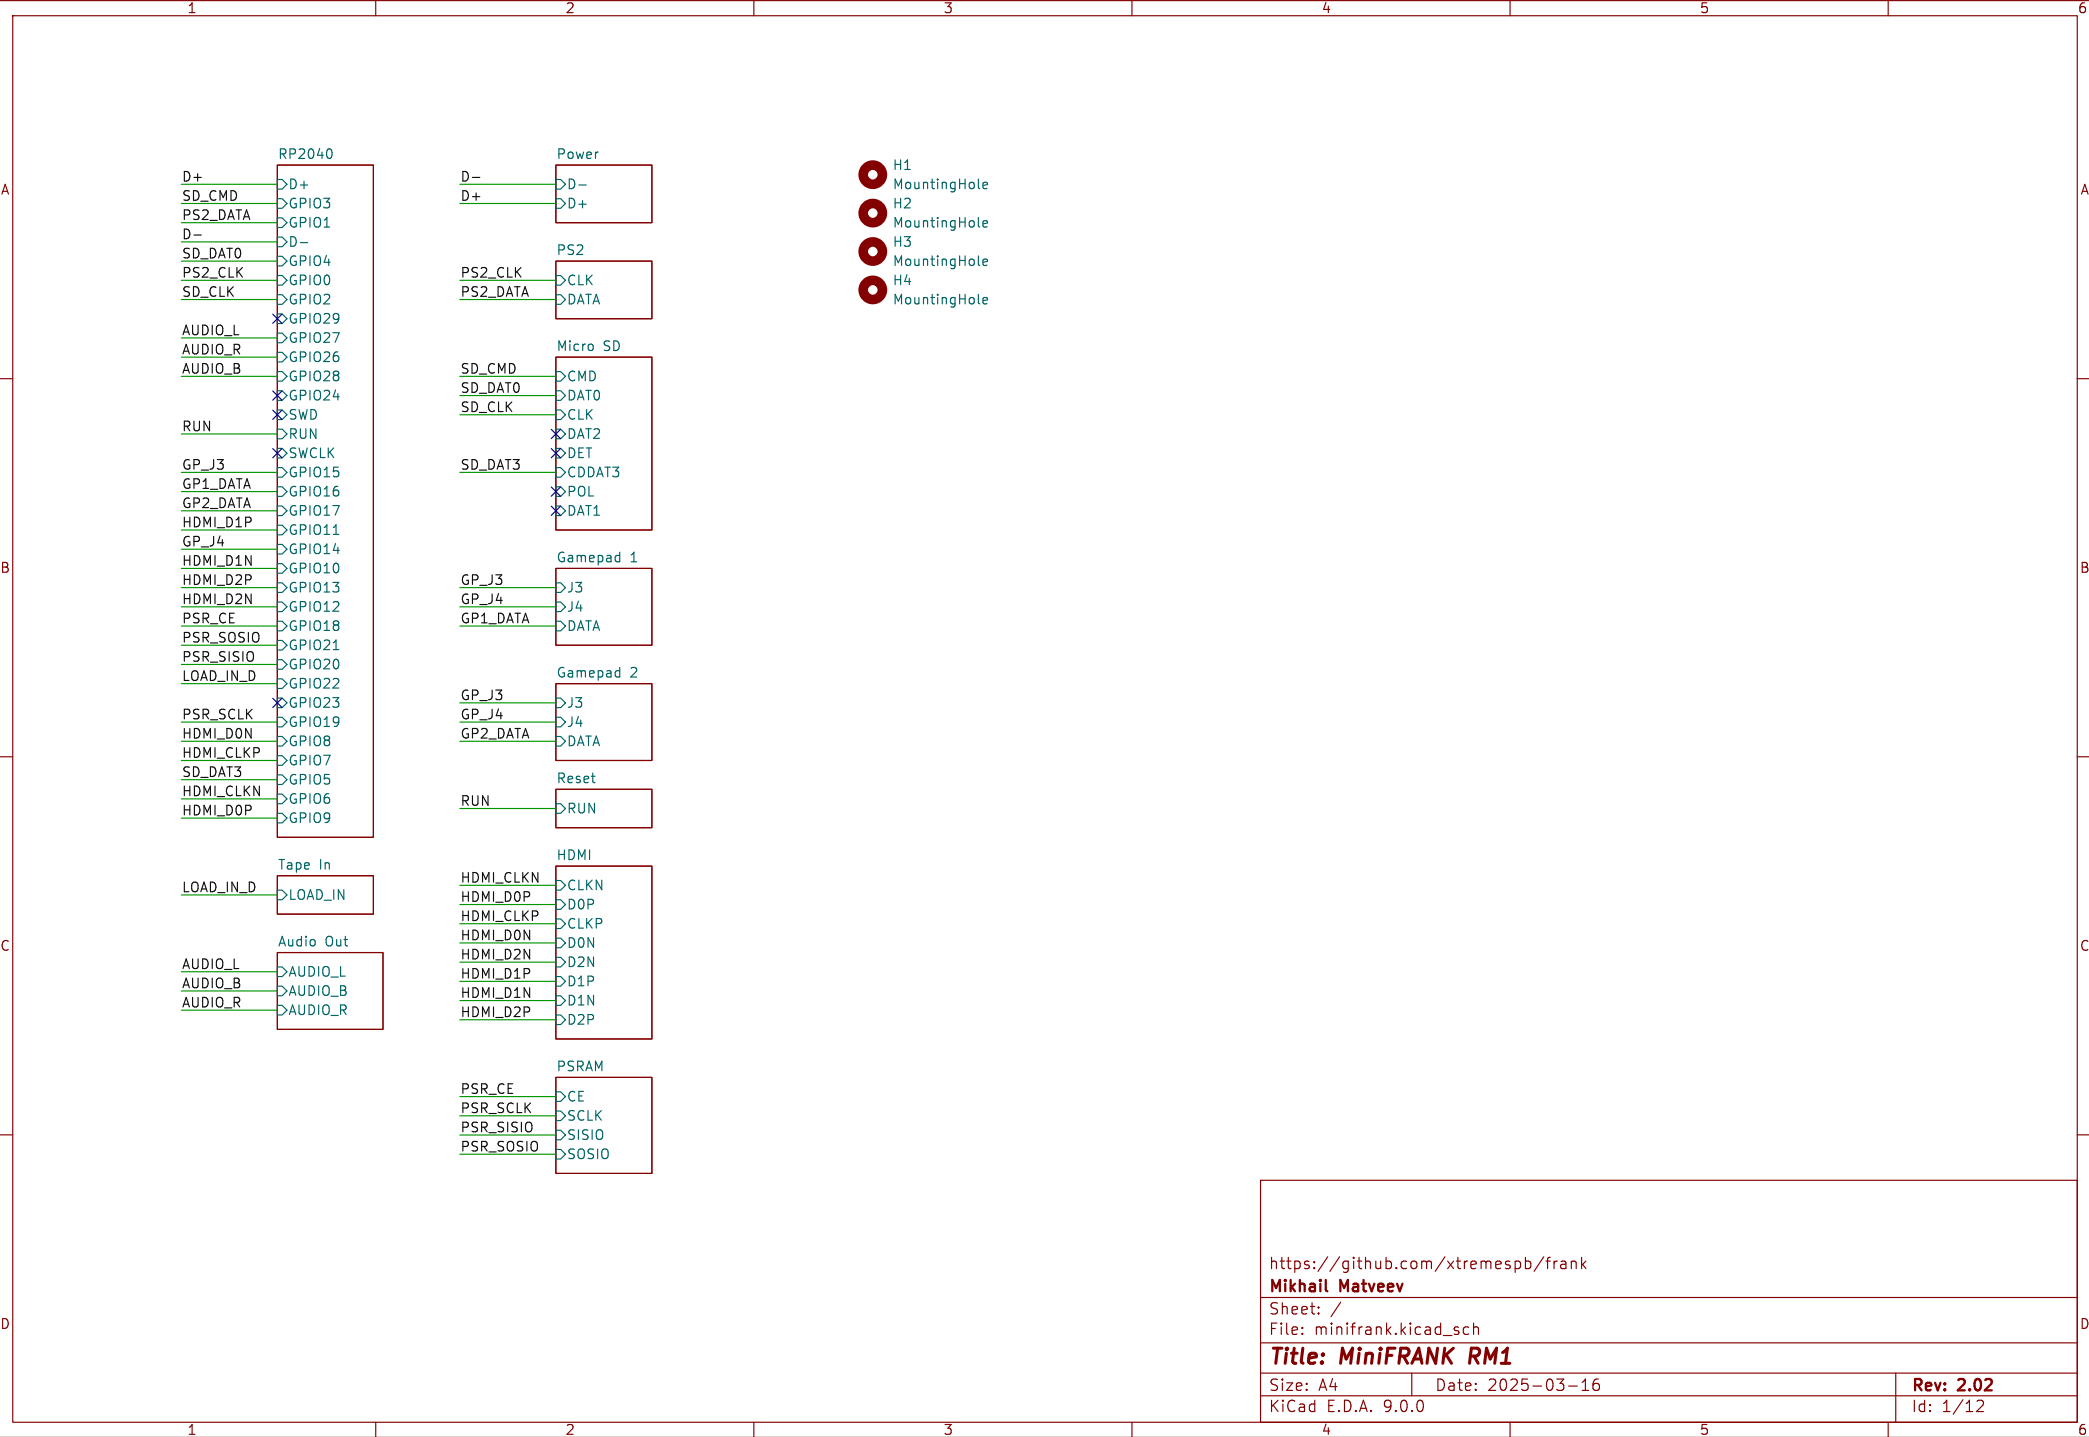 1 2 3 4 5 6
A A
B B
C C
D D
RP2040
D+ D+
SD_CMD GPIO3
PS2_DATA GPIO1
D- D-
SD_DAT0 GPIO4
PS2_CLK GPIO0
SD_CLK GPIO2
GPIO29
AUDIO_L GPIO27
AUDIO_R GPIO26
AUDIO_B GPIO28
GPIO24
SWD
RUN RUN
SWCLK
GP_J3 GPIO15
GP1_DATA GPIO16
GP2_DATA GPIO17
HDMI_D1P GPIO11
GP_J4 GPIO14
HDMI_D1N GPIO10
HDMI_D2P GPIO13
HDMI_D2N GPIO12
PSR_CE GPIO18
PSR_SOSIO GPIO21
PSR_SISIO GPIO20
LOAD_IN_D GPIO22
GPIO23
PSR_SCLK GPIO19
HDMI_D0N GPIO8
HDMI_CLKP GPIO7
SD_DAT3 GPIO5
HDMI_CLKN GPIO6
HDMI_D0P GPIO9
Tape In
LOAD_IN_D LOAD_IN
Audio Out
AUDIO_L AUDIO_L
AUDIO_B AUDIO_B
AUDIO_R AUDIO_R
Power
D- D-
D+ D+
PS2
PS2_CLK CLK
PS2_DATA DATA
Micro SD
SD_CMD CMD
SD_DAT0 DAT0
SD_CLK CLK
DAT2
DET
SD_DAT3 CDDAT3
POL
DAT1
Gamepad 1
GP_J3 J3
GP_J4 J4
GP1_DATA DATA
Gamepad 2
GP_J3 J3
GP_J4 J4
GP2_DATA DATA
Reset
RUN RUN
HDMI
HDMI_CLKN CLKN
HDMI_D0P D0P
HDMI_CLKP CLKP
HDMI_D0N D0N
HDMI_D2N D2N
HDMI_D1P D1P
HDMI_D1N D1N
HDMI_D2P D2P
PSRAM
PSR_CE CE
PSR_SCLK SCLK
PSR_SISIO SISIO
PSR_SOSIO SOSIO
H1
MountingHole
H2
MountingHole
H3
MountingHole
H4
MountingHole
https://github.com/xtremespb/frank
Mikhail Matveev
Sheet: /
File: minifrank.kicad_sch
Title: MiniFRANK RM1
Size: A4 Date: 2025-03-16 Rev: 2.02
KiCad E.D.A. 9.0.0 Id: 1/12
1 2 3 4 5 6